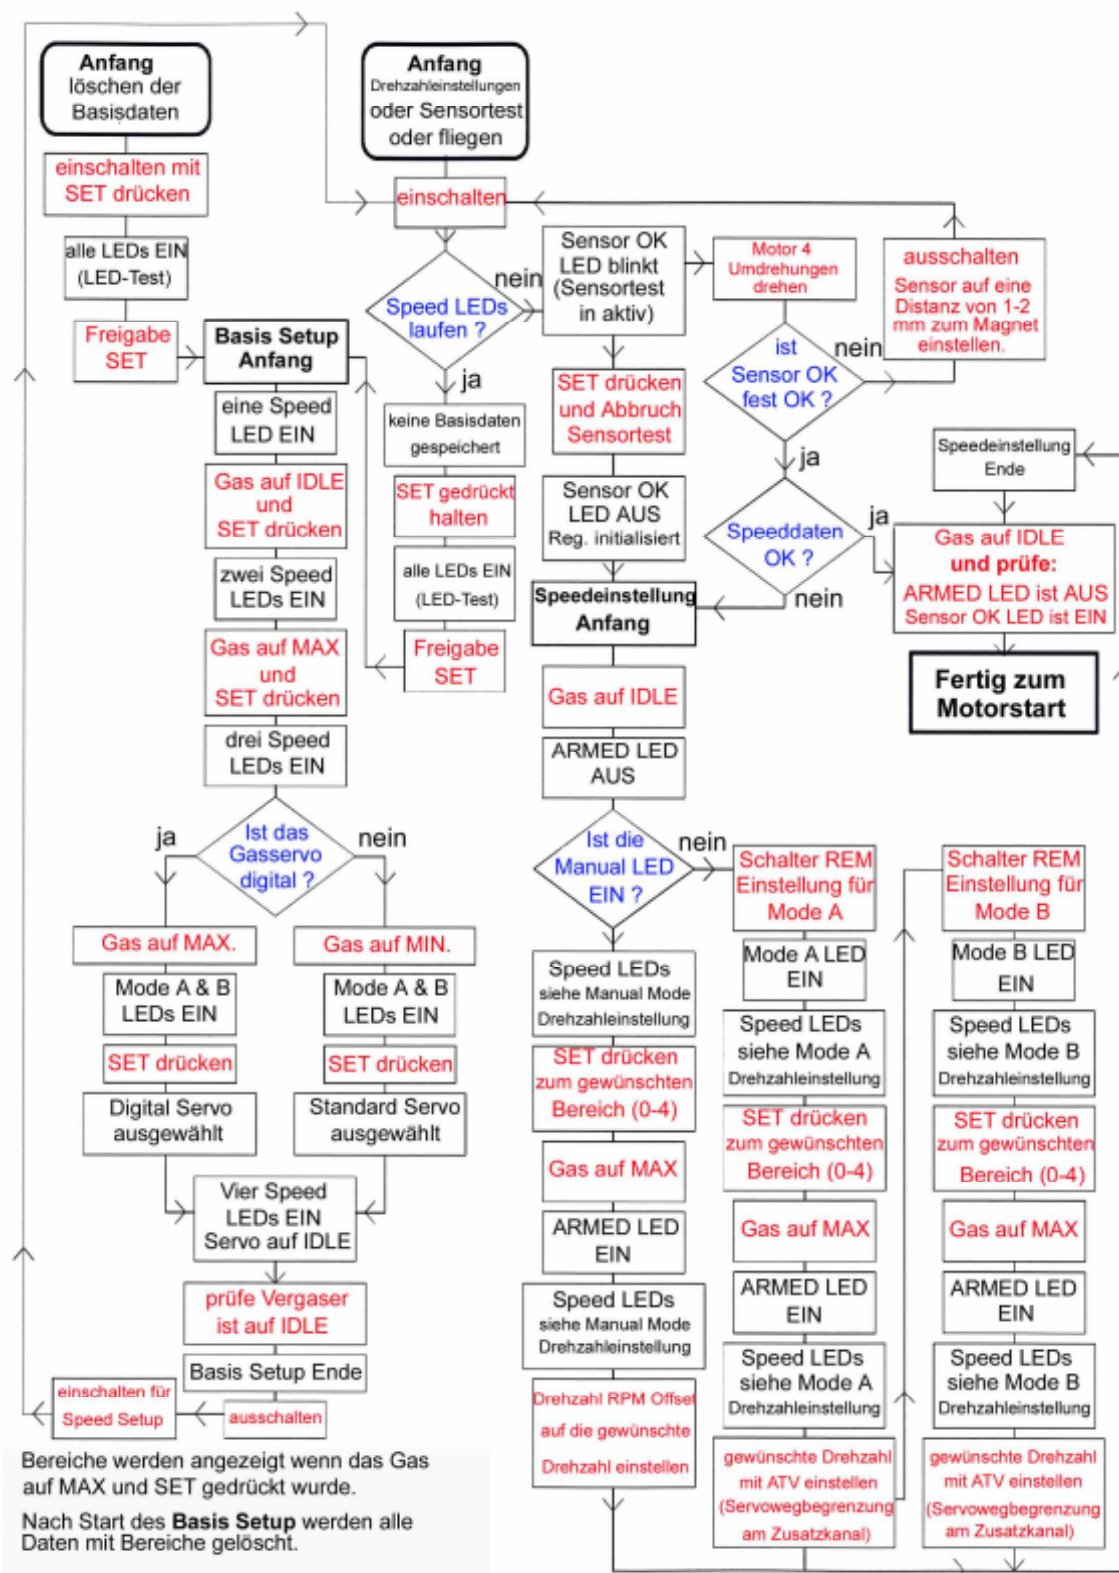 Anfang
löschen der
Basisdaten
einschalten mit
SET drücken
alle LEDs EIN
(LED-Test)
Freigabe
SET
Basis Setup
Anfang
eine Speed
LED EIN
Gas auf IDLE
und
SET drücken
zwei Speed
LEDs EIN
Gas auf MAX
und
SET drücken
drei Speed
LEDs EIN
Ist das
Gasservo
digital ?
ja
nein
Gas auf MAX.
Mode A & B
LEDs EIN
SET drücken
Digital Servo
ausgewählt
Gas auf MIN.
Mode A & B
LEDs EIN
SET drücken
Standard Servo
ausgewählt
Vier Speed
LEDs EIN
Servo auf IDLE
prüfe Vergaser
ist auf IDLE
Basis Setup Ende
ausschalten
einschalten für
Speed Setup
Bereiche werden angezeigt wenn das Gas
auf MAX und SET gedrückt wurde.
Nach Start des Basis Setup werden alle
Daten mit Bereiche gelöscht.
Anfang
Drehzahleinstellungen
oder Sensortest
oder fliegen
einschalten
Speed LEDs
laufen ?
nein
ja
keine Basisdaten
gespeichert
SET gedrückt
halten
alle LEDs EIN
(LED-Test)
Freigabe
SET
Sensor OK
LED blinkt
(Sensortest
in aktiv)
SET drücken
und Abbruch
Sensortest
Sensor OK
LED AUS
Reg. initialisiert
Speedeinstellung
Anfang
Motor 4
Umdrehungen
drehen
ist
Sensor OK
fest OK ?
nein
ja
ausschalten
Sensor auf eine
Distanz von 1-2
mm zum Magnet
einstellen.
Speeddaten
OK ?
ja
nein
Speedeinstellung
Ende
Gas auf IDLE
und prüfe:
ARMED LED ist AUS
Sensor OK LED ist EIN
Fertig zum
Motorstart
Gas auf IDLE
ARMED LED
AUS
Ist die
Manual LED
EIN ?
nein
Speed LEDs
siehe Manual Mode
Drehzahleinstellung
SET drücken
zum gewünschten
Bereich (0-4)
Gas auf MAX
ARMED LED
EIN
Speed LEDs
siehe Manual Mode
Drehzahleinstellung
Drehzahl RPM Offset
auf die gewünschte
Drehzahl einstellen
Schalter REM
Einstellung für
Mode A
Mode A LED
EIN
Speed LEDs
siehe Mode A
Drehzahleinstellung
SET drücken
zum gewünschten
Bereich (0-4)
Gas auf MAX
ARMED LED
EIN
Speed LEDs
siehe Mode A
Drehzahleinstellung
gewünschte Drehzahl
mit ATV einstellen
(Servowegbegrenzung
am Zusatzkanal)
Schalter REM
Einstellung für
Mode B
Mode B LED
EIN
Speed LEDs
siehe Mode B
Drehzahleinstellung
SET drücken
zum gewünschten
Bereich (0-4)
Gas auf MAX
ARMED LED
EIN
Speed LEDs
siehe Mode B
Drehzahleinstellung
gewünschte Drehzahl
mit ATV einstellen
(Servowegbegrenzung
am Zusatzkanal)